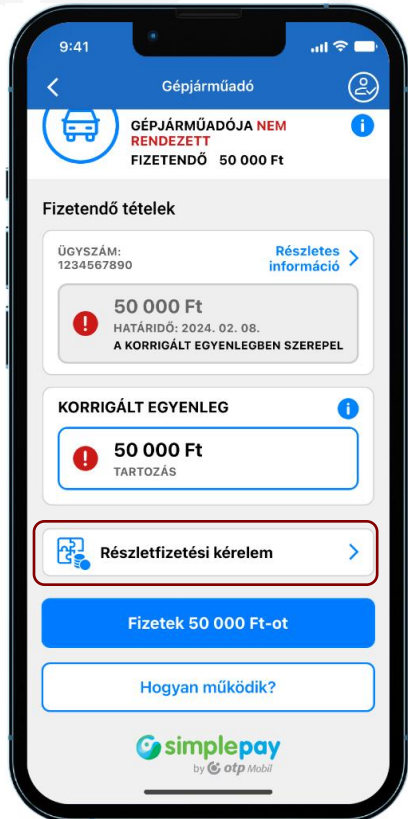 9:41
Gépjárműadó
GÉPJÁRMŰADÓJA NEM
RENDEZETT
FIZETENDŐ 50 000 Ft
Fizetendő tételek
ÜGYSZÁM:
1234567890
Részletes
információ
50 000 Ft
HATÁRIDŐ: 2024. 02. 08.
A KORRIGÁLT EGYENLEGBEN SZEREPEL
KORRIGÁLT EGYENLEG
50 000 Ft
TARTOZÁS
Részletfizetési kérelem
Fizetek 50 000 Ft-ot
Hogyan működik?
simplepay
by otp Mobil